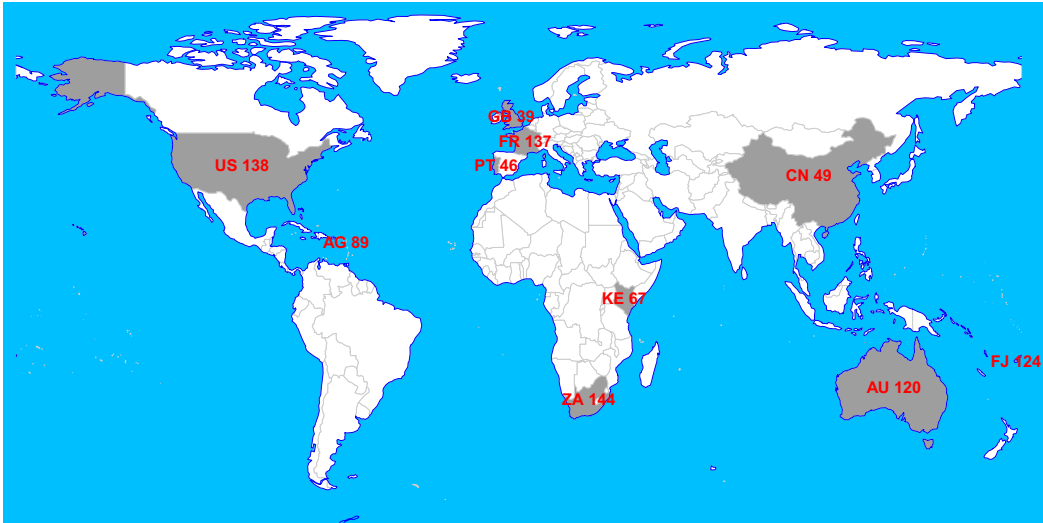 GB 39
FR 137
US 138
PT 46
CN 49
AG 89
KE 67
FJ 124
AU 120
ZA 144